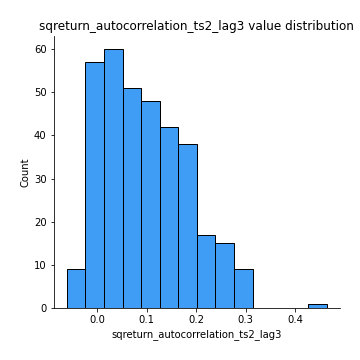 sqreturn_autocorrelation_ts2_lag3 value distribution
60
50
40
30
20
10
0
Count
0.0 0.1 0.2 0.3 0.4
sqreturn_autocorrelation_ts2_lag3